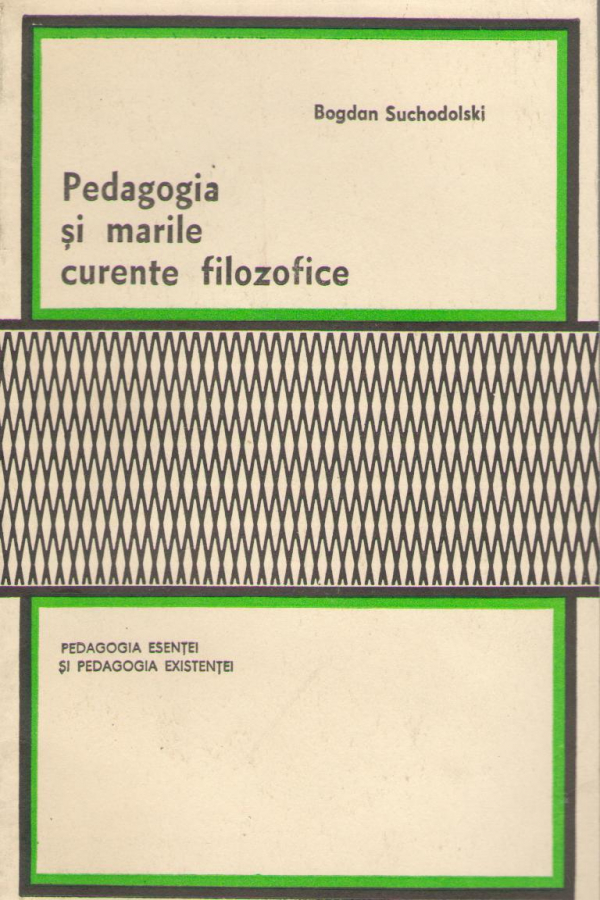 Bogdan Suchodolski
Pedagogia
și marile
curente filozofice
PEDAGOGIA ESENȚEI
ȘI PEDAGOGIA EXISTENȚEI